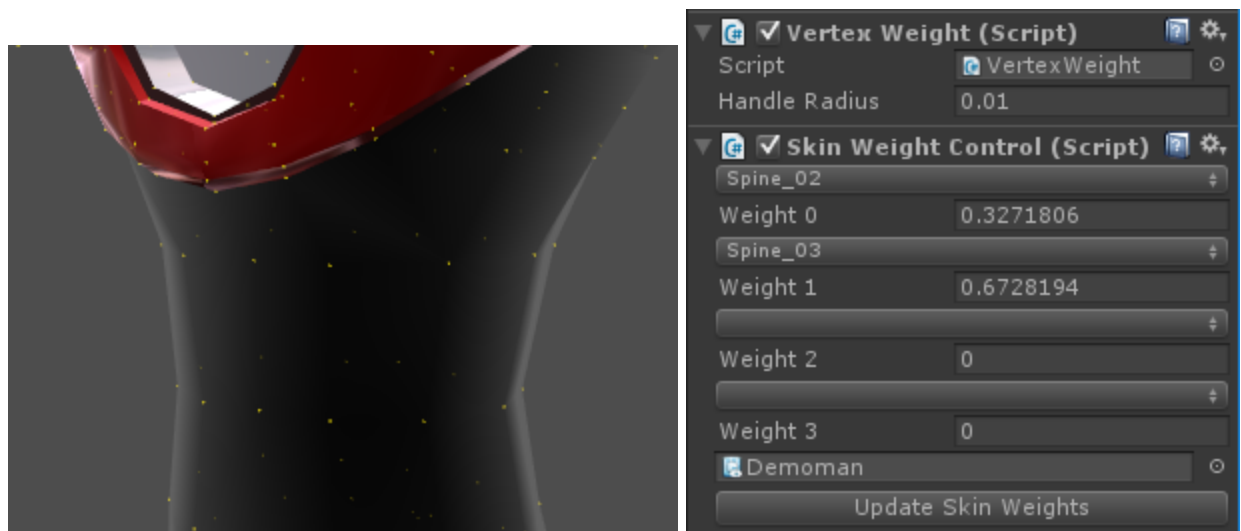 Vertex Weight (Script)
Script VertexWeight
Handle Radius 0.01
Skin Weight Control (Script)
Spine_02
Weight 0 0.3271806
Spine_03
Weight 1 0.6728194
Weight 2 0
Weight 3 0
Demoman
Update Skin Weights